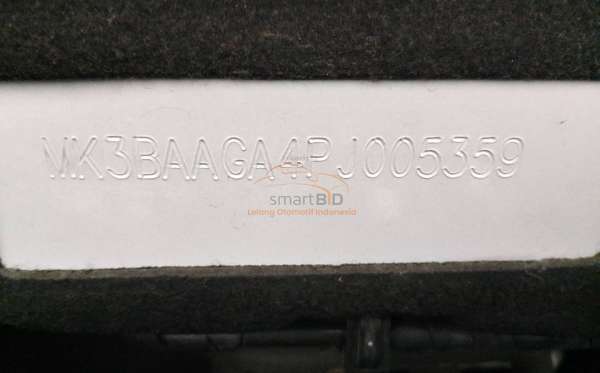 MK3BAAGA4PJ005359
smartBID
Lelang Otomotif Indonesia